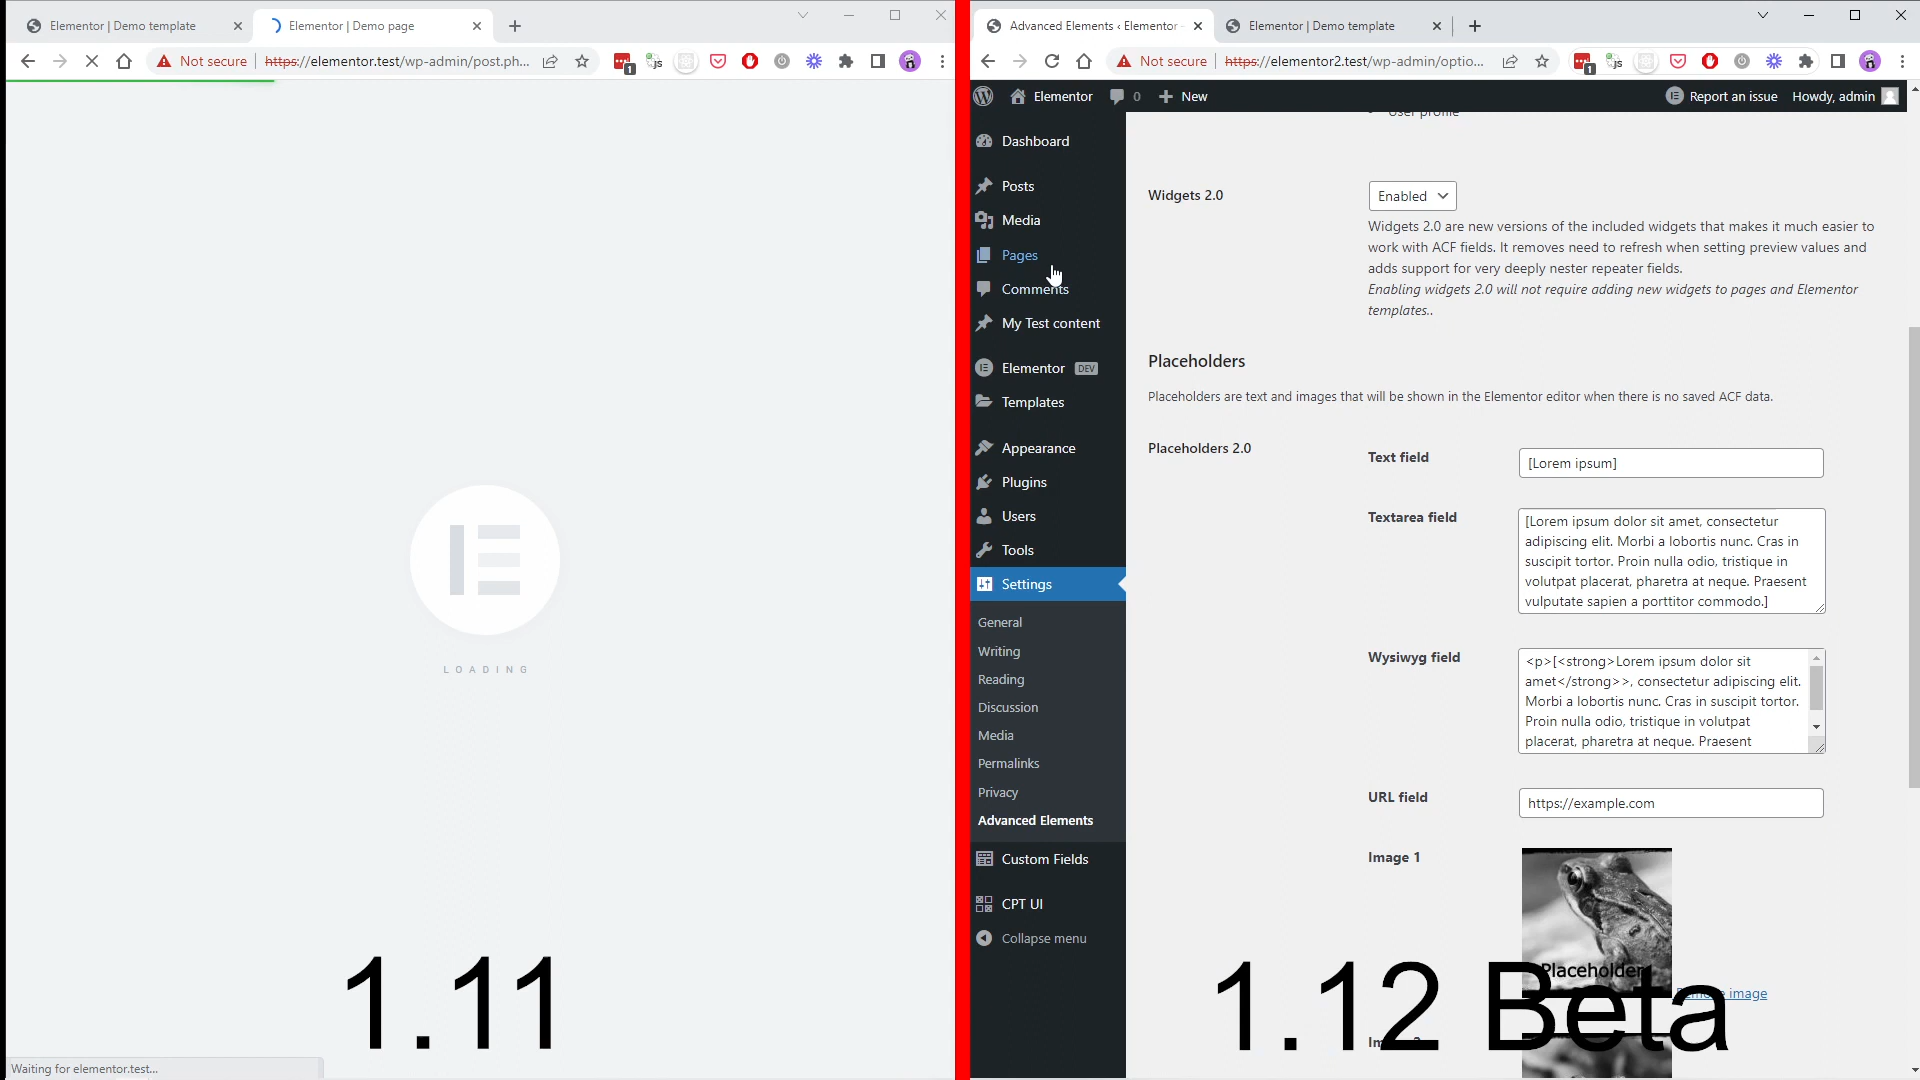 Elementor | Demo template
Elementor | Demo page
Not secure
https://elementor.test/wp-admin/post.ph...
1
LOADING
1.11
Waiting for elementor.test...
Advanced Elements ‹ Elementor
Elementor | Demo template
Not secure
https://elementor2.test/wp-admin/optio...
1
Elementor
0
New
Report an issue
Howdy, admin
Dashboard
Posts
Media
Pages
Comments
My Test content
Elementor DEV
Templates
Appearance
Plugins
Users
Tools
Settings
General
Writing
Reading
Discussion
Media
Permalinks
Privacy
Advanced Elements
Custom Fields
CPT UI
Collapse menu
User profile
Widgets 2.0
Enabled
Widgets 2.0 are new versions of the included widgets that makes it much easier to
work with ACF fields. It removes need to refresh when setting preview values and
adds support for very deeply nester repeater fields.
Enabling widgets 2.0 will not require adding new widgets to pages and Elementor
templates..
Placeholders
Placeholders are text and images that will be shown in the Elementor editor when there is no saved ACF data.
Placeholders 2.0
Text field
[Lorem ipsum]
Textarea field
[Lorem ipsum dolor sit amet, consectetur
adipiscing elit. Morbi a lobortis nunc. Cras in
suscipit tortor. Proin nulla odio, tristique in
volutpat placerat, pharetra at neque. Praesent
vulputate sapien a porttitor commodo.]
Wysiwyg field
<p>[<strong>Lorem ipsum dolor sit
amet</strong>>, consectetur adipiscing elit.
Morbi a lobortis nunc. Cras in suscipit tortor.
Proin nulla odio, tristique in volutpat
placerat, pharetra at neque. Praesent
URL field
https://example.com
Image 1
Placeholder
image
1.12 Beta